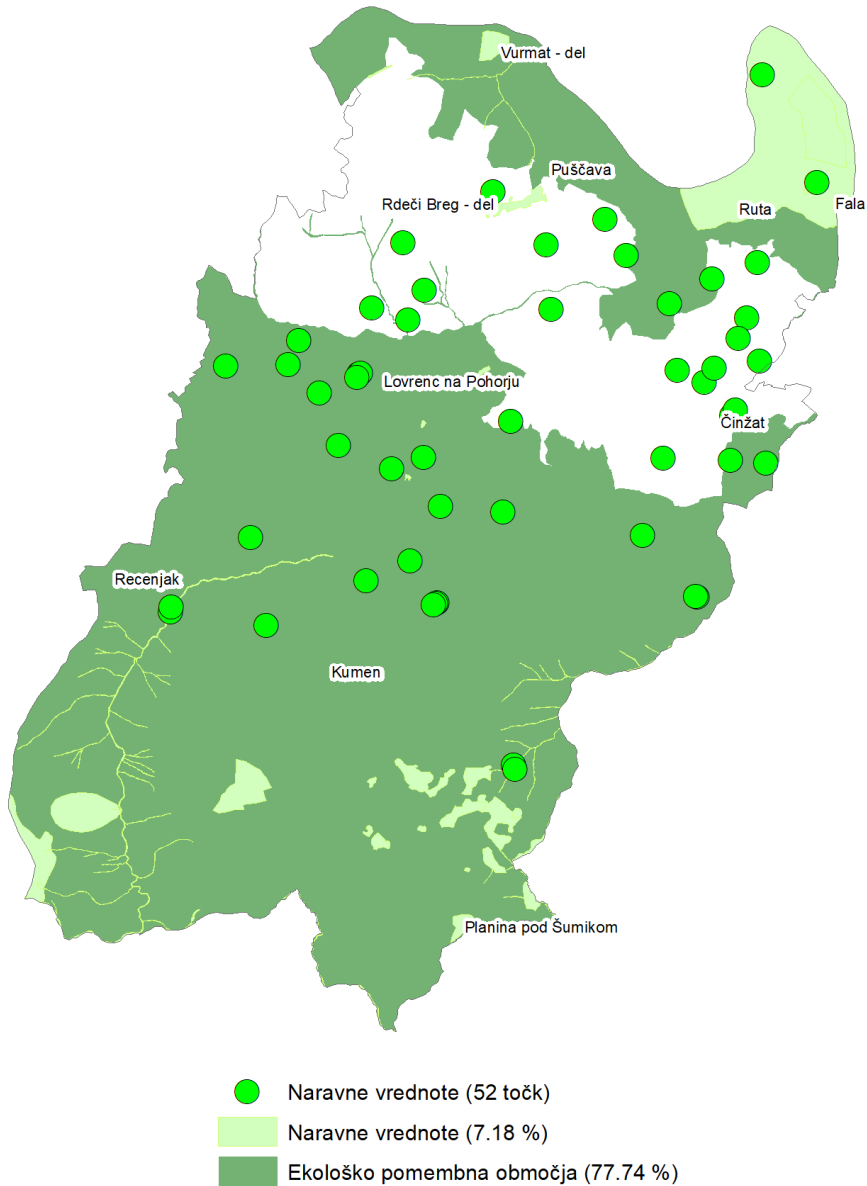 Vurmat - del
Puščava
Rdeči Breg - del
Ruta
Fala
Lovrenc na Pohorju
Činžat
Recenjak
Kumen
Planina pod Šumikom
Naravne vrednote (52 točk)
Naravne vrednote (7.18 %)
Ekološko pomembna območja (77.74 %)